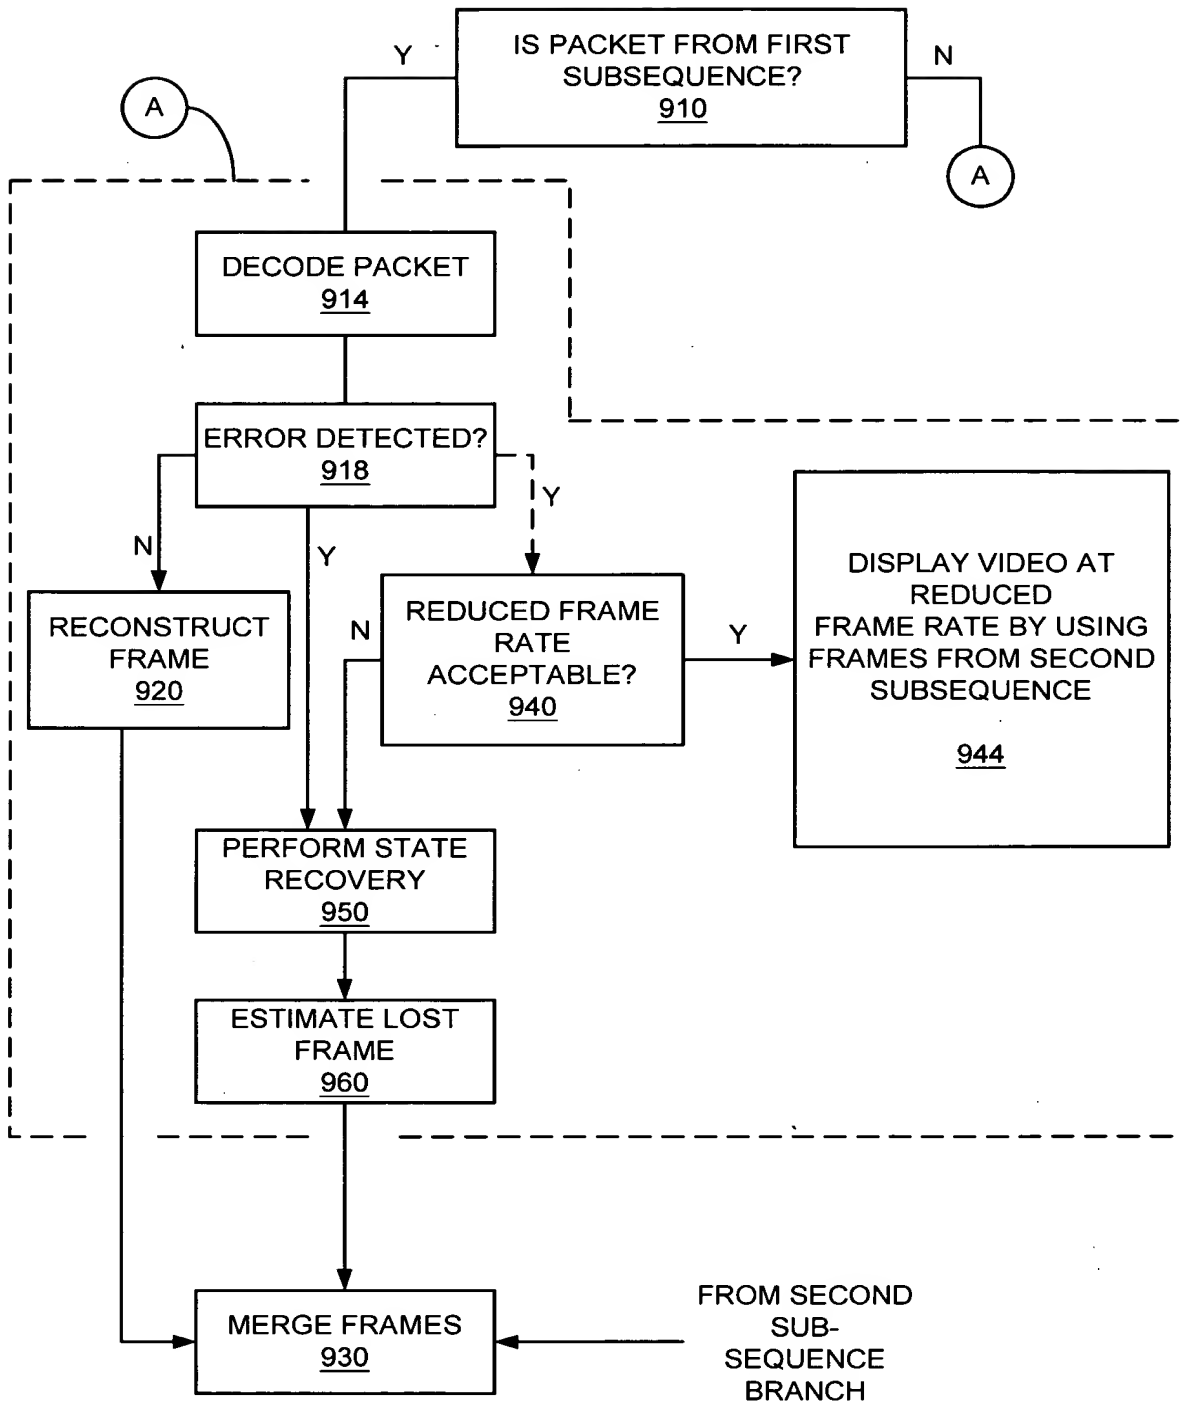 IS PACKET FROM FIRST
SUBSEQUENCE?
910
Y
N
A
A
DECODE PACKET
914
ERROR DETECTED?
918
N
Y
Y
RECONSTRUCT
FRAME
920
REDUCED FRAME
RATE
ACCEPTABLE?
940
N
Y
DISPLAY VIDEO AT
REDUCED
FRAME RATE BY USING
FRAMES FROM SECOND
SUBSEQUENCE
944
PERFORM STATE
RECOVERY
950
ESTIMATE LOST
FRAME
960
MERGE FRAMES
930
FROM SECOND
SUB-
SEQUENCE
BRANCH